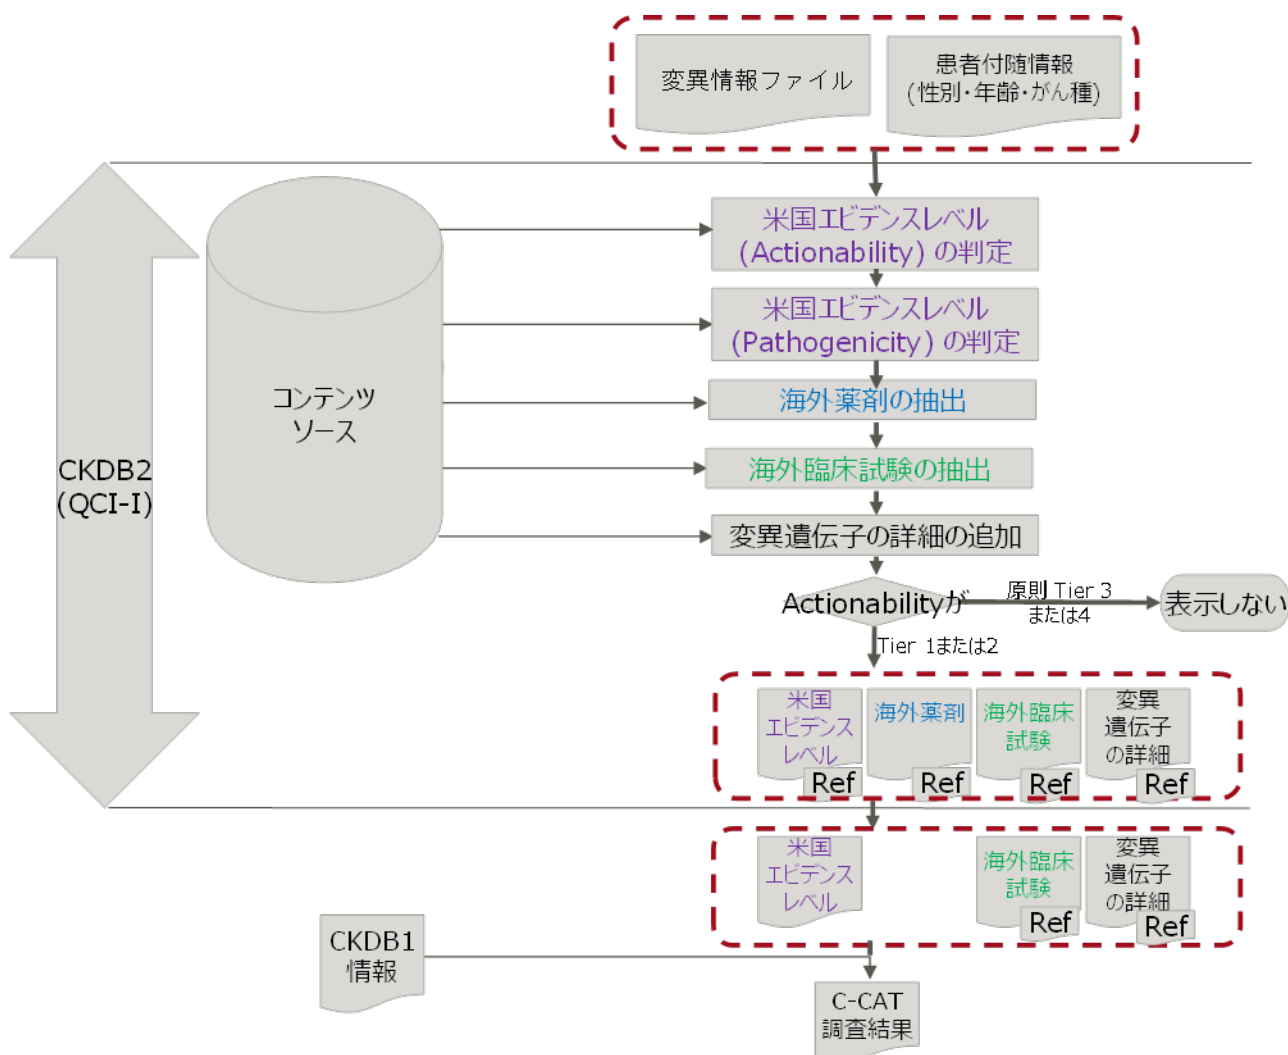 変異情報ファイル
患者付随情報
(性別・年齢・がん種)
米国エビデンスレベル
(Actionability) の判定
米国エビデンスレベル
(Pathogenicity) の判定
コンテンツ
ソース
海外薬剤の抽出
CKDB2
(QCI-I)
海外臨床試験の抽出
変異遺伝子の詳細の追加
Actionabilityが
原則 Tier 3
または4
表示しない
Tier 1または2
米国
エビデンス
レベル
Ref
海外薬剤
Ref
海外臨床
試験
Ref
変異
遺伝子
の詳細
Ref
米国
エビデンス
レベル
海外臨床
試験
Ref
変異
遺伝子
の詳細
Ref
CKDB1
情報
C-CAT
調査結果